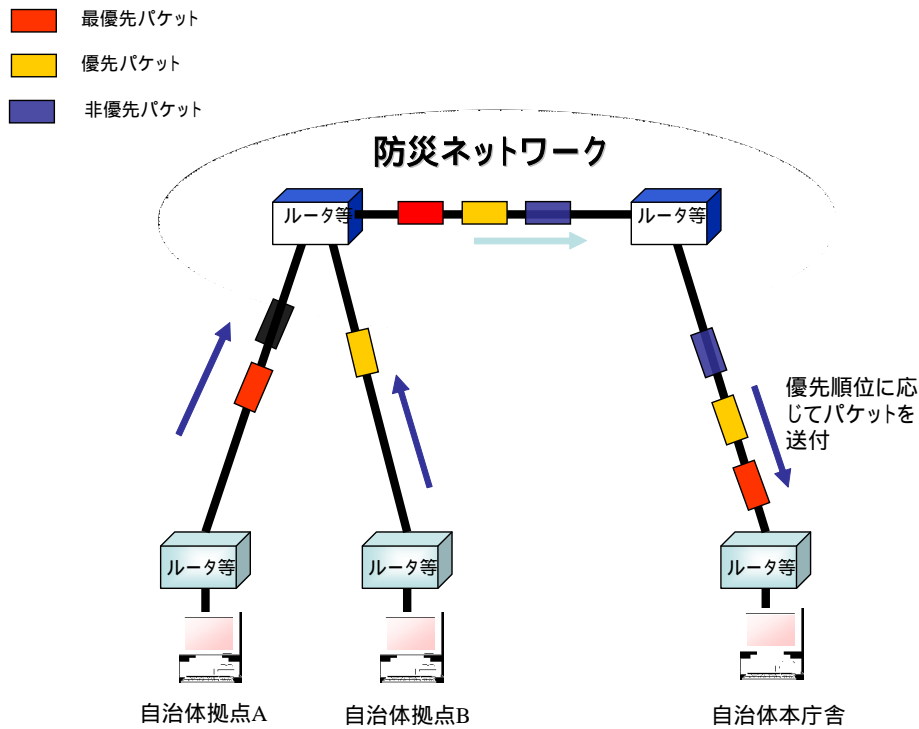 最優先パケット
優先パケット
非優先パケット
防災ネットワーク
ルータ等
ルータ等
優先順位に応
じてパケットを
送付
ルータ等
ルータ等
ルータ等
自治体拠点A
自治体拠点B
自治体本庁舎